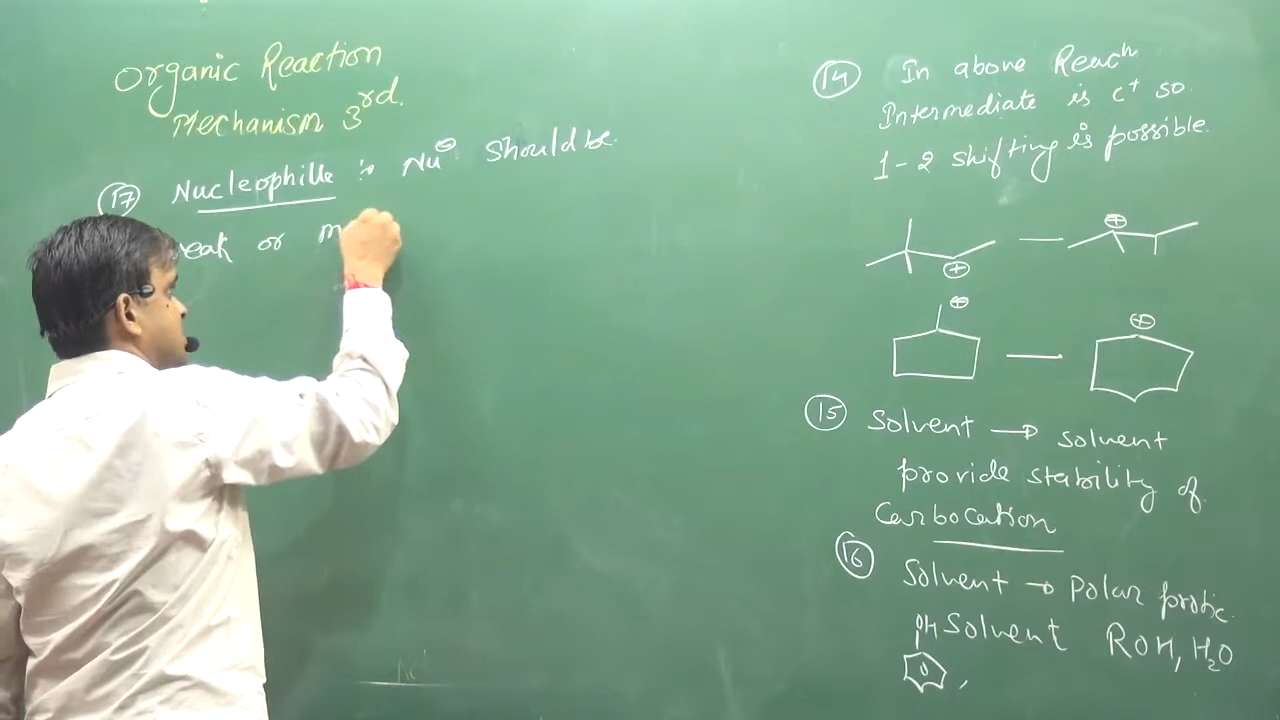 Organic Reaction
Mechanism 3rd.
(17) Nucleophille :- Nu⊖ should be
weak or m
(14) In above Reacn
Intermediate is C+ so
1-2 shifting is possible.
⊕ ⊕
⊕ ⊕
(15) Solvent → solvent
provide stability of
Carbocation
(16) Solvent → Polar protic
Solvent ROH, H2O
OH
,